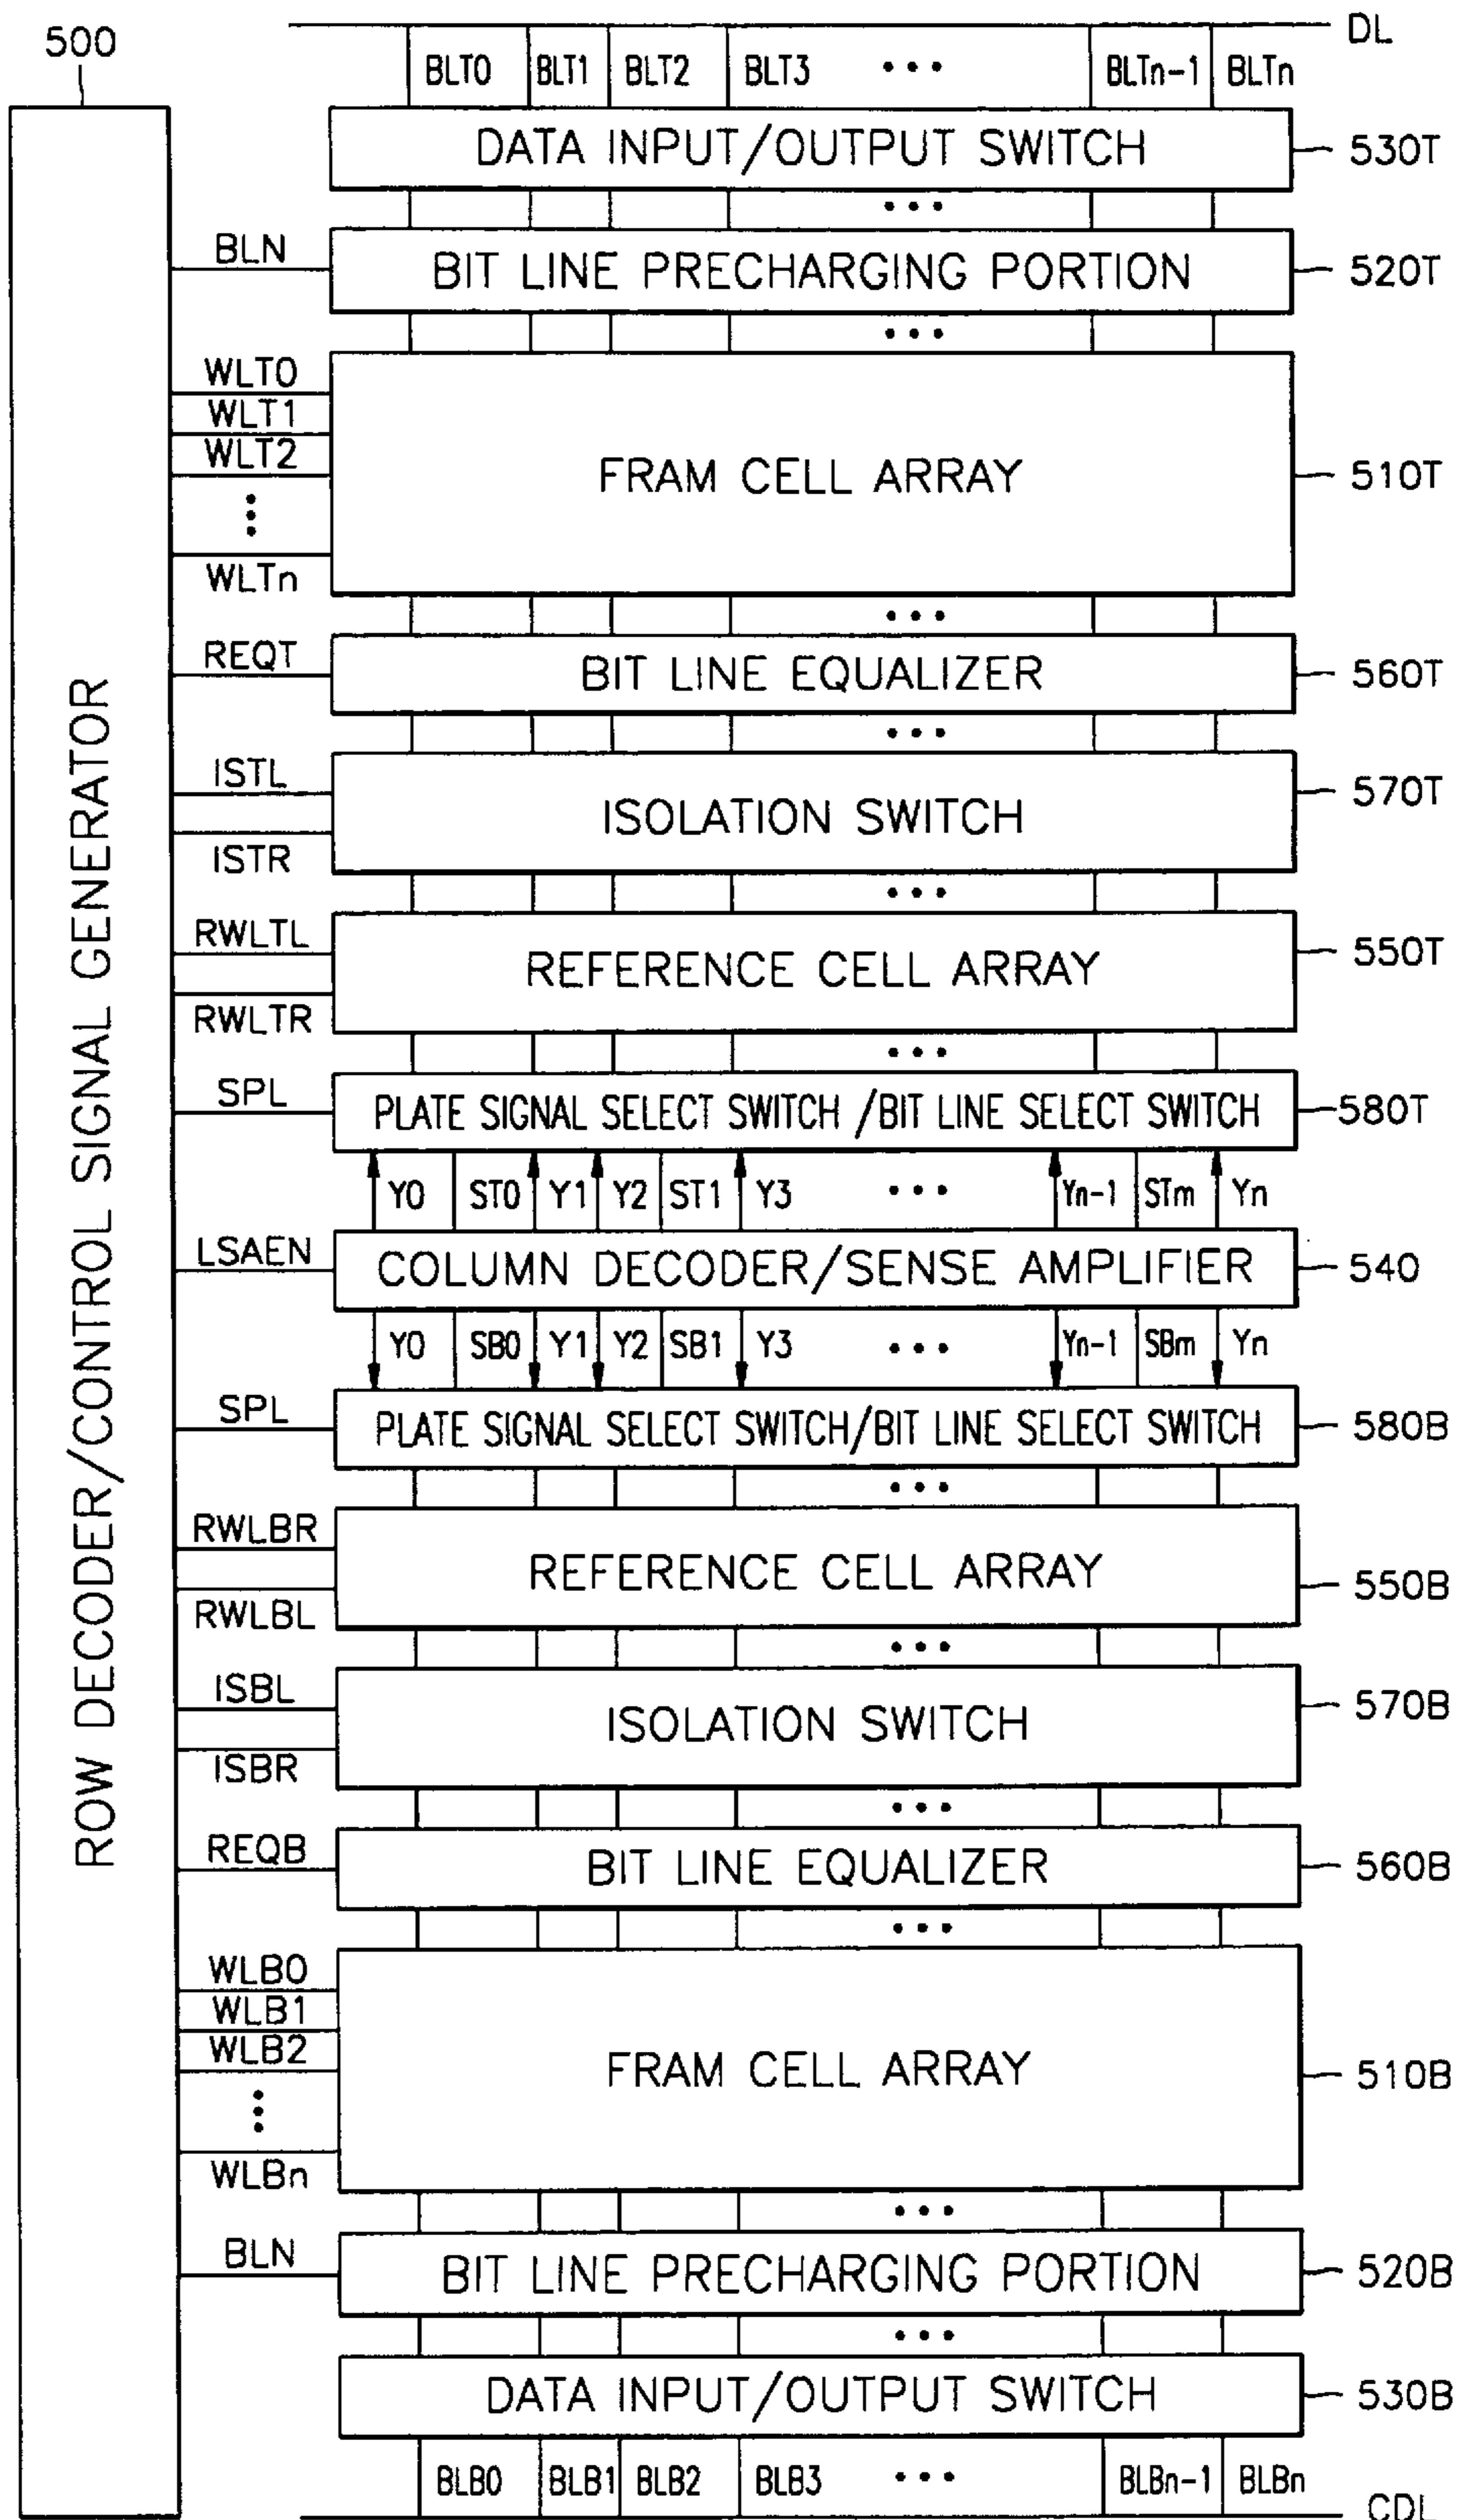 500
DL
BLT0 BLT1 BLT2 BLT3 ••• BLTn-1 BLTn
DATA INPUT/OUTPUT SWITCH 530T
•••
BLN
BIT LINE PRECHARGING PORTION 520T
•••
WLT0
WLT1
WLT2
WLTn
FRAM CELL ARRAY 510T
•••
REQT
BIT LINE EQUALIZER 560T
•••
ISTL
ISTR
ISOLATION SWITCH 570T
•••
RWLTL
RWLTR
REFERENCE CELL ARRAY 550T
•••
SPL
PLATE SIGNAL SELECT SWITCH /BIT LINE SELECT SWITCH 580T
Y0 ST0 Y1 Y2 ST1 Y3 ••• Yn-1 STm Yn
LSAEN
COLUMN DECODER/SENSE AMPLIFIER 540
Y0 SB0 Y1 Y2 SB1 Y3 ••• Yn-1 SBm Yn
SPL
PLATE SIGNAL SELECT SWITCH/BIT LINE SELECT SWITCH 580B
•••
RWLBR
RWLBL
REFERENCE CELL ARRAY 550B
•••
ISBL
ISBR
ISOLATION SWITCH 570B
•••
REQB
BIT LINE EQUALIZER 560B
•••
WLB0
WLB1
WLB2
WLBn
FRAM CELL ARRAY 510B
•••
BLN
BIT LINE PRECHARGING PORTION 520B
•••
DATA INPUT/OUTPUT SWITCH 530B
BLB0 BLB1 BLB2 BLB3 ••• BLBn-1 BLBn
CDL
ROW DECODER/CONTROL SIGNAL GENERATOR